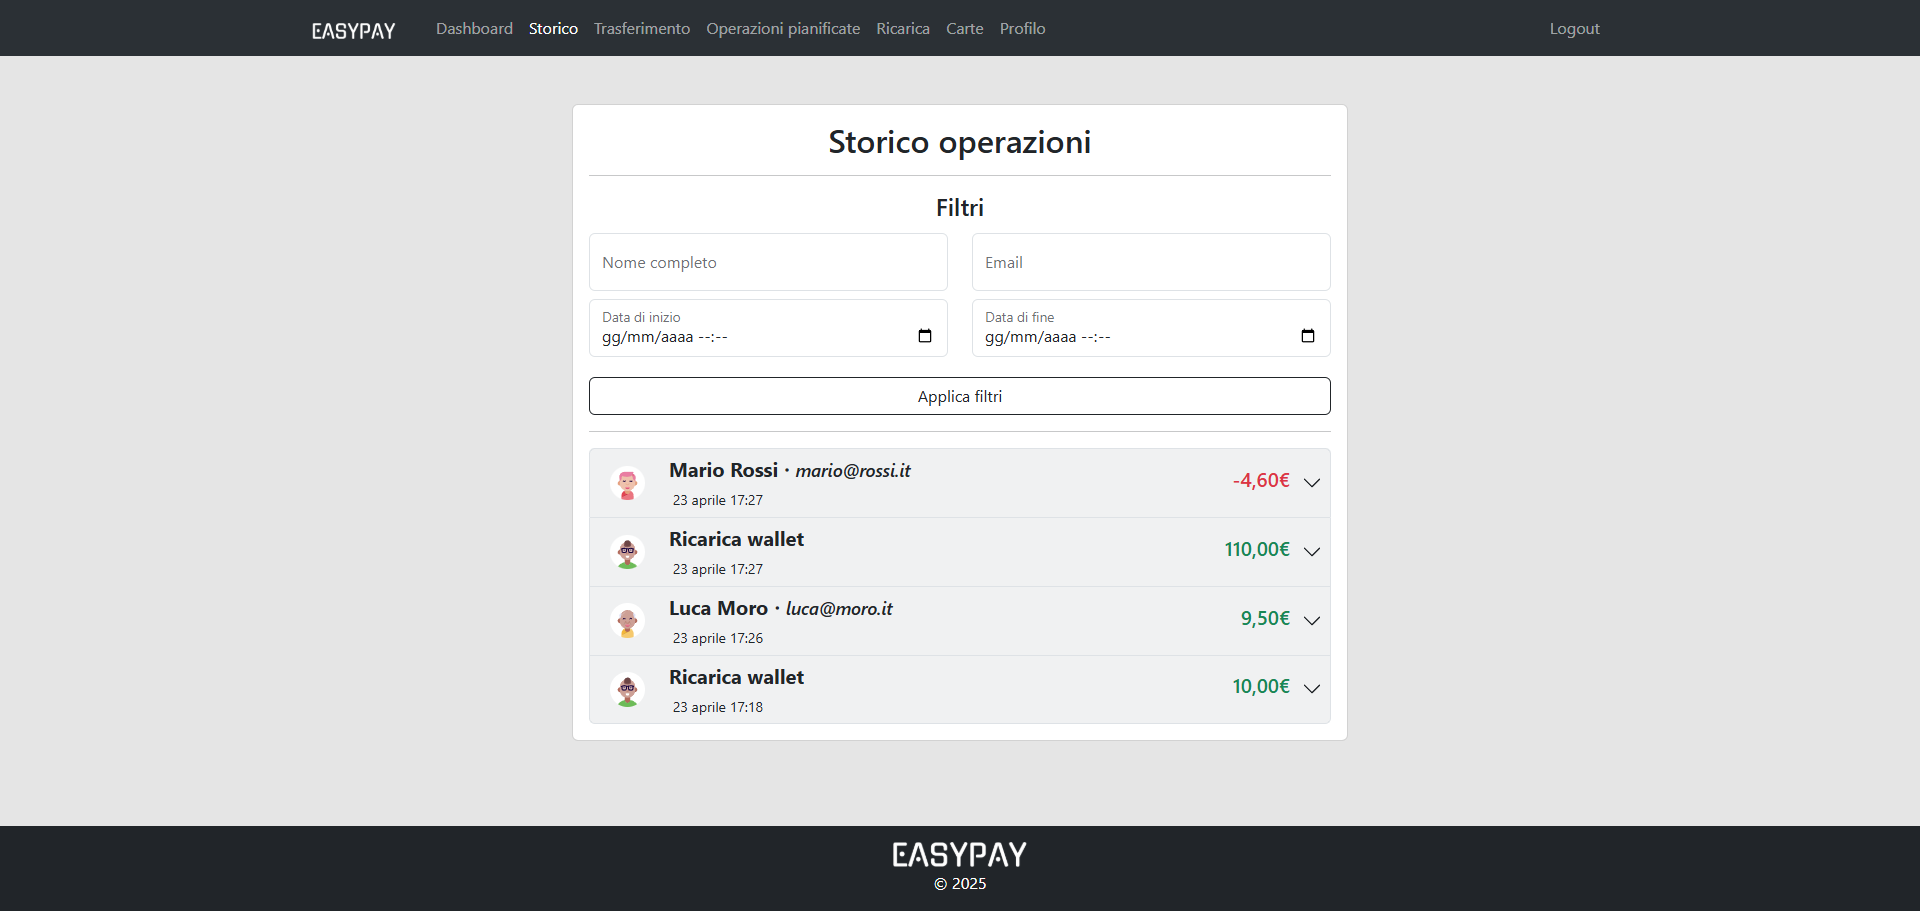 EASYPAY Dashboard Storico Trasferimento Operazioni pianificate Ricarica Carte Profilo Logout
Storico operazioni
Filtri
Nome completo Email
Data di inizio Data di fine
gg/mm/aaaa --:-- gg/mm/aaaa --:--
Applica filtri
Mario Rossi · mario@rossi.it -4,60€
23 aprile 17:27
Ricarica wallet 110,00€
23 aprile 17:27
Luca Moro · luca@moro.it 9,50€
23 aprile 17:26
Ricarica wallet 10,00€
23 aprile 17:18
EASYPAY
© 2025